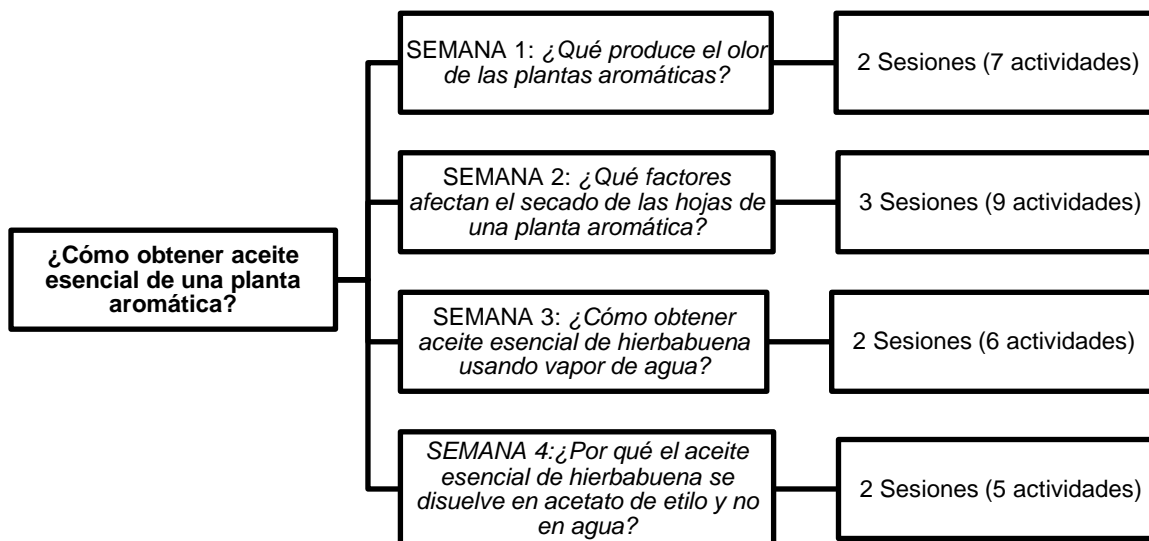 SEMANA 1: ¿Qué produce el olor
de las plantas aromáticas?
2 Sesiones (7 actividades)
SEMANA 2: ¿Qué factores
afectan el secado de las hojas de
una planta aromática?
3 Sesiones (9 actividades)
¿Cómo obtener aceite
esencial de una planta
aromática?
SEMANA 3: ¿Cómo obtener
aceite esencial de hierbabuena
usando vapor de agua?
2 Sesiones (6 actividades)
SEMANA 4:¿Por qué el aceite
esencial de hierbabuena se
disuelve en acetato de etilo y no
en agua?
2 Sesiones (5 actividades)